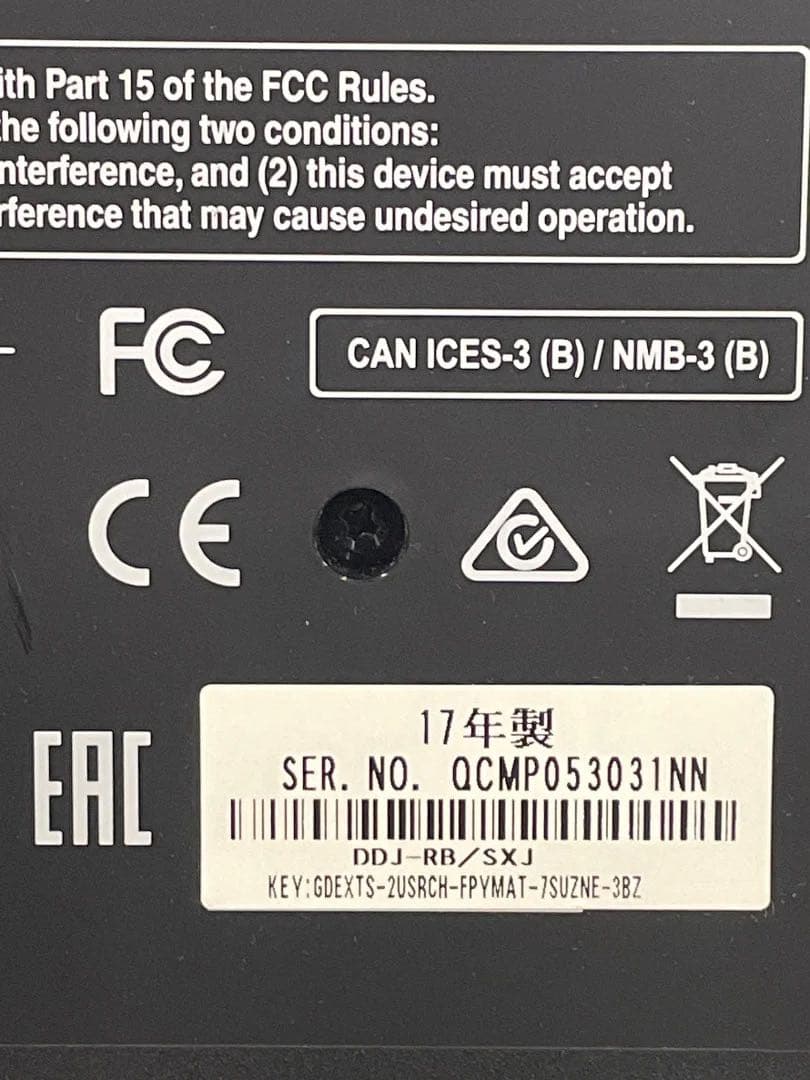 ith Part 15 of the FCC Rules.
he following two conditions:
nterference, and (2) this device must accept
rference that may cause undesired operation.
FC
CAN ICES-3 (B) / NMB-3 (B)
CE
EAC
17年製
SER. NO. QCMP053031NN
DDJ-RB/SXJ
KEY:GDEXTS-2USRCH-FPYMAT-7SUZNE-3BZ